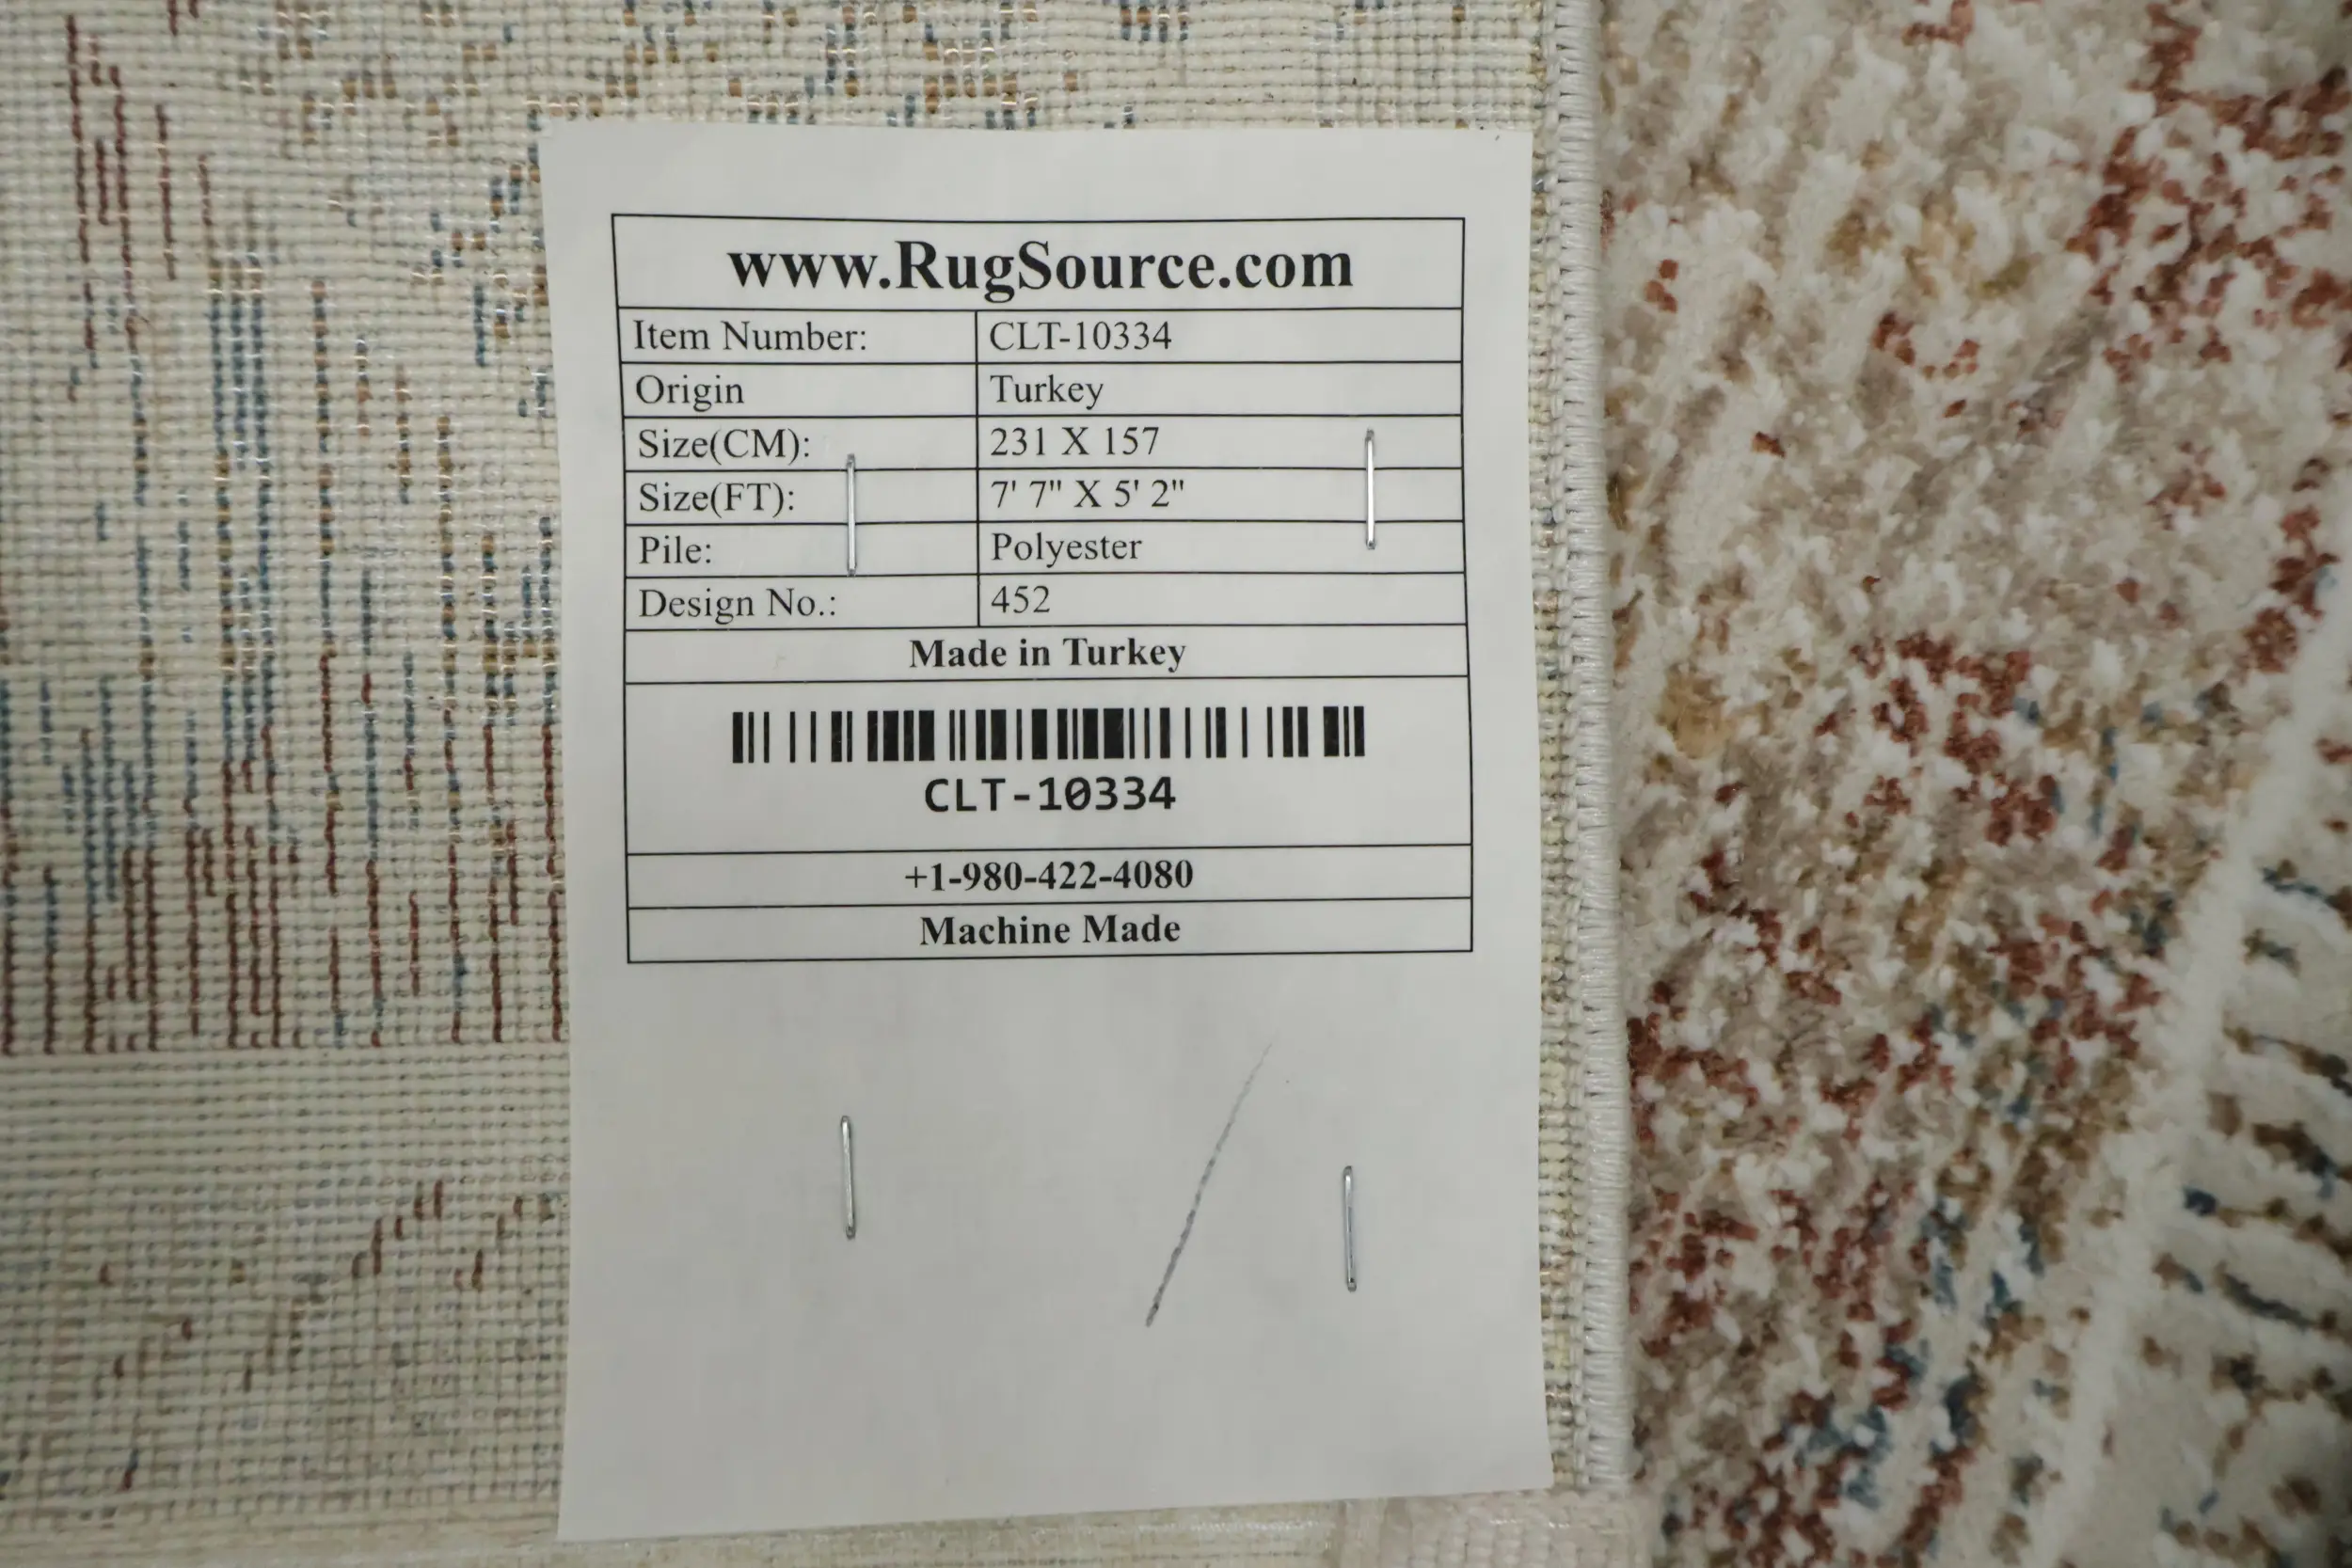 www.RugSource.com
Item Number: CLT-10334
Origin Turkey
Size(CM): 231 X 157
Size(FT): 7' 7" X 5' 2"
Pile: Polyester
Design No.: 452
Made in Turkey
CLT-10334
+1-980-422-4080
Machine Made